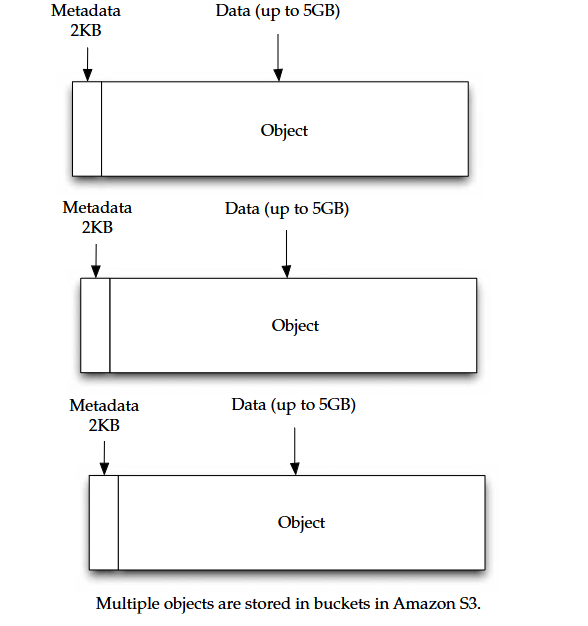 Metadata
2KB
Data (up to 5GB)
Object
Metadata
2KB
Data (up to 5GB)
Object
Metadata
2KB
Data (up to 5GB)
Object
Multiple objects are stored in buckets in Amazon S3.